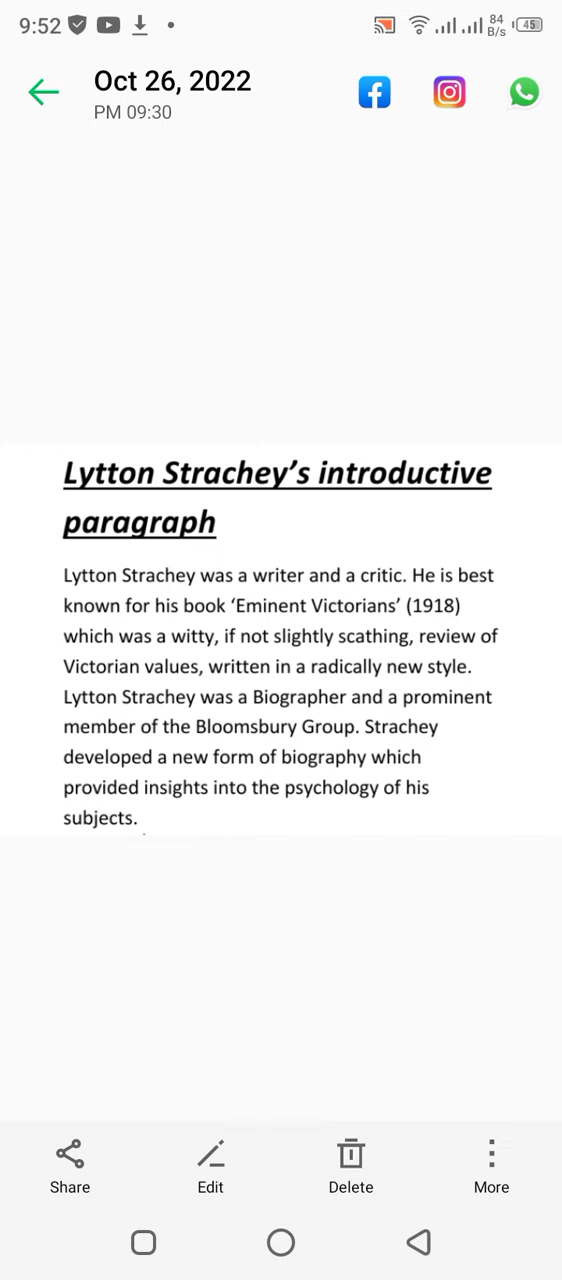 9:52
84
B/s
45
Oct 26, 2022
PM 09:30
Lytton Strachey’s introductive
paragraph
Lytton Strachey was a writer and a critic. He is best
known for his book ‘Eminent Victorians’ (1918)
which was a witty, if not slightly scathing, review of
Victorian values, written in a radically new style.
Lytton Strachey was a Biographer and a prominent
member of the Bloomsbury Group. Strachey
developed a new form of biography which
provided insights into the psychology of his
subjects.
Share Edit Delete More